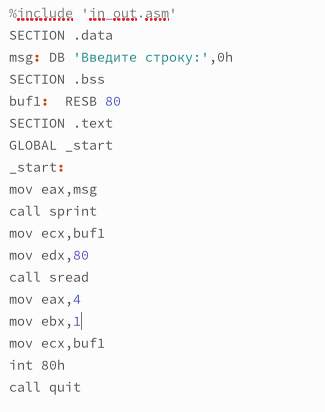 %include 'in_out.asm'
SECTION .data
msg: DB 'Введите строку:',0h
SECTION .bss
buf1:  RESB 80
SECTION .text
GLOBAL _start
_start:
mov eax,msg
call sprint
mov ecx,buf1
mov edx,80
call sread
mov eax,4
mov ebx,1
mov ecx,buf1
int 80h
call quit